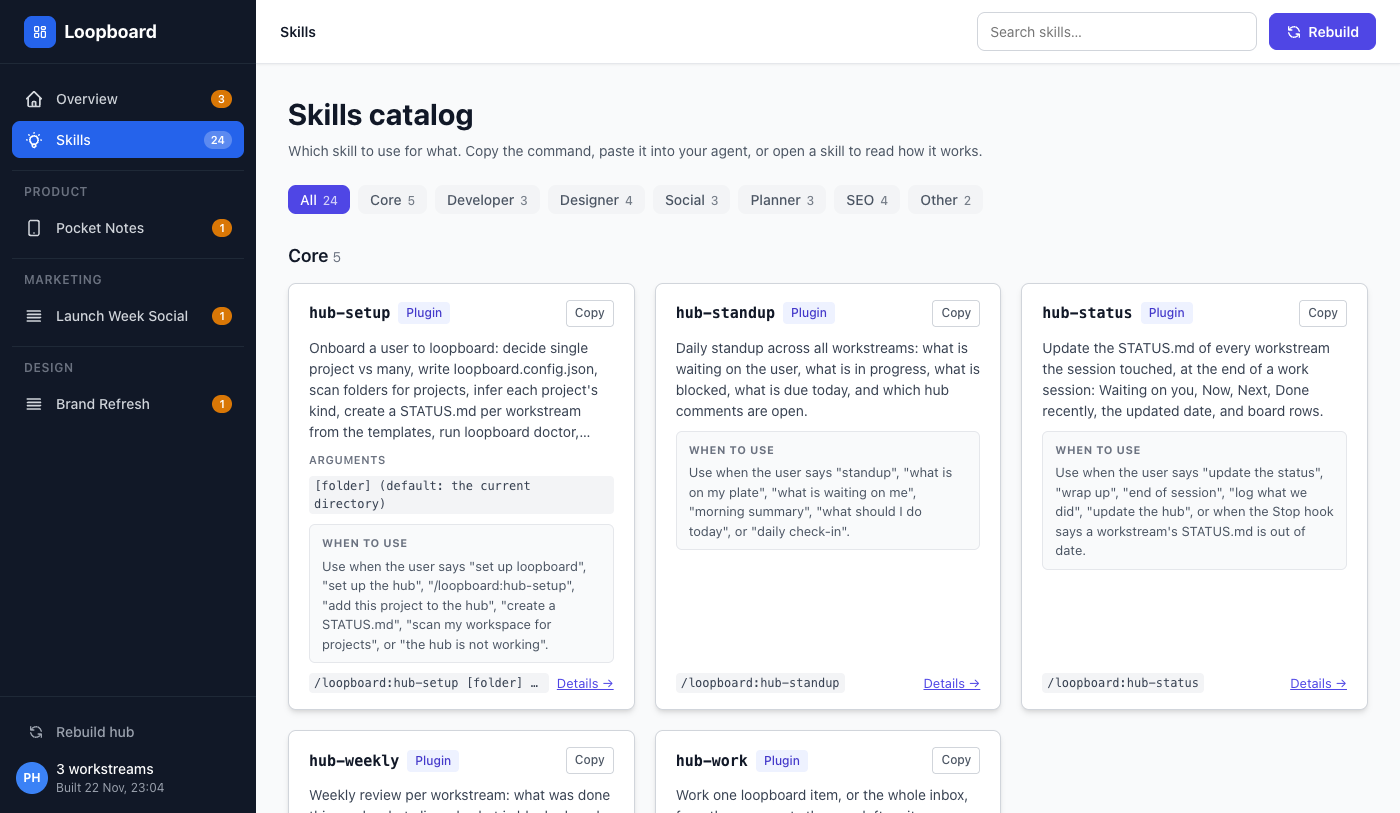 Loopboard
Overview 3
Skills 24
PRODUCT
Pocket Notes 1
MARKETING
Launch Week Social 1
DESIGN
Brand Refresh 1
Rebuild hub
PH
3 workstreams
Built 22 Nov, 23:04
Skills
Search skills...
Rebuild
Skills catalog
Which skill to use for what. Copy the command, paste it into your agent, or open a skill to read how it works.
All 24
Core 5
Developer 3
Designer 4
Social 3
Planner 3
SEO 4
Other 2
Core 5
hub-setup Plugin Copy
Onboard a user to loopboard: decide single
project vs many, write loopboard.config.json,
scan folders for projects, infer each project's
kind, create a STATUS.md per workstream
from the templates, run loopboard doctor,...
ARGUMENTS
[folder] (default: the current
directory)
WHEN TO USE
Use when the user says "set up loopboard",
"set up the hub", "/loopboard:hub-setup",
"add this project to the hub", "create a
STATUS.md", "scan my workspace for
projects", or "the hub is not working".
/loopboard:hub-setup [folder] … Details →
hub-standup Plugin Copy
Daily standup across all workstreams: what is
waiting on the user, what is in progress, what is
blocked, what is due today, and which hub
comments are open.
WHEN TO USE
Use when the user says "standup", "what is
on my plate", "what is waiting on me",
"morning summary", "what should I do
today", or "daily check-in".
/loopboard:hub-standup Details →
hub-status Plugin Copy
Update the STATUS.md of every workstream
the session touched, at the end of a work
session: Waiting on you, Now, Next, Done
recently, the updated date, and board rows.
WHEN TO USE
Use when the user says "update the status",
"wrap up", "end of session", "log what we
did", "update the hub", or when the Stop hook
says a workstream's STATUS.md is out of
date.
/loopboard:hub-status Details →
hub-weekly Plugin Copy
Weekly review per workstream: what was done
hub-work Plugin Copy
Work one loopboard item, or the whole inbox,